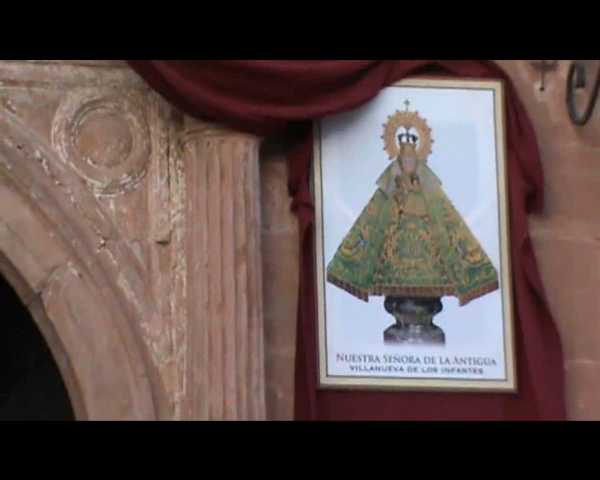 NUESTRA SEÑORA DE LA ANTIGUA
VILLANUEVA DE LOS INFANTES